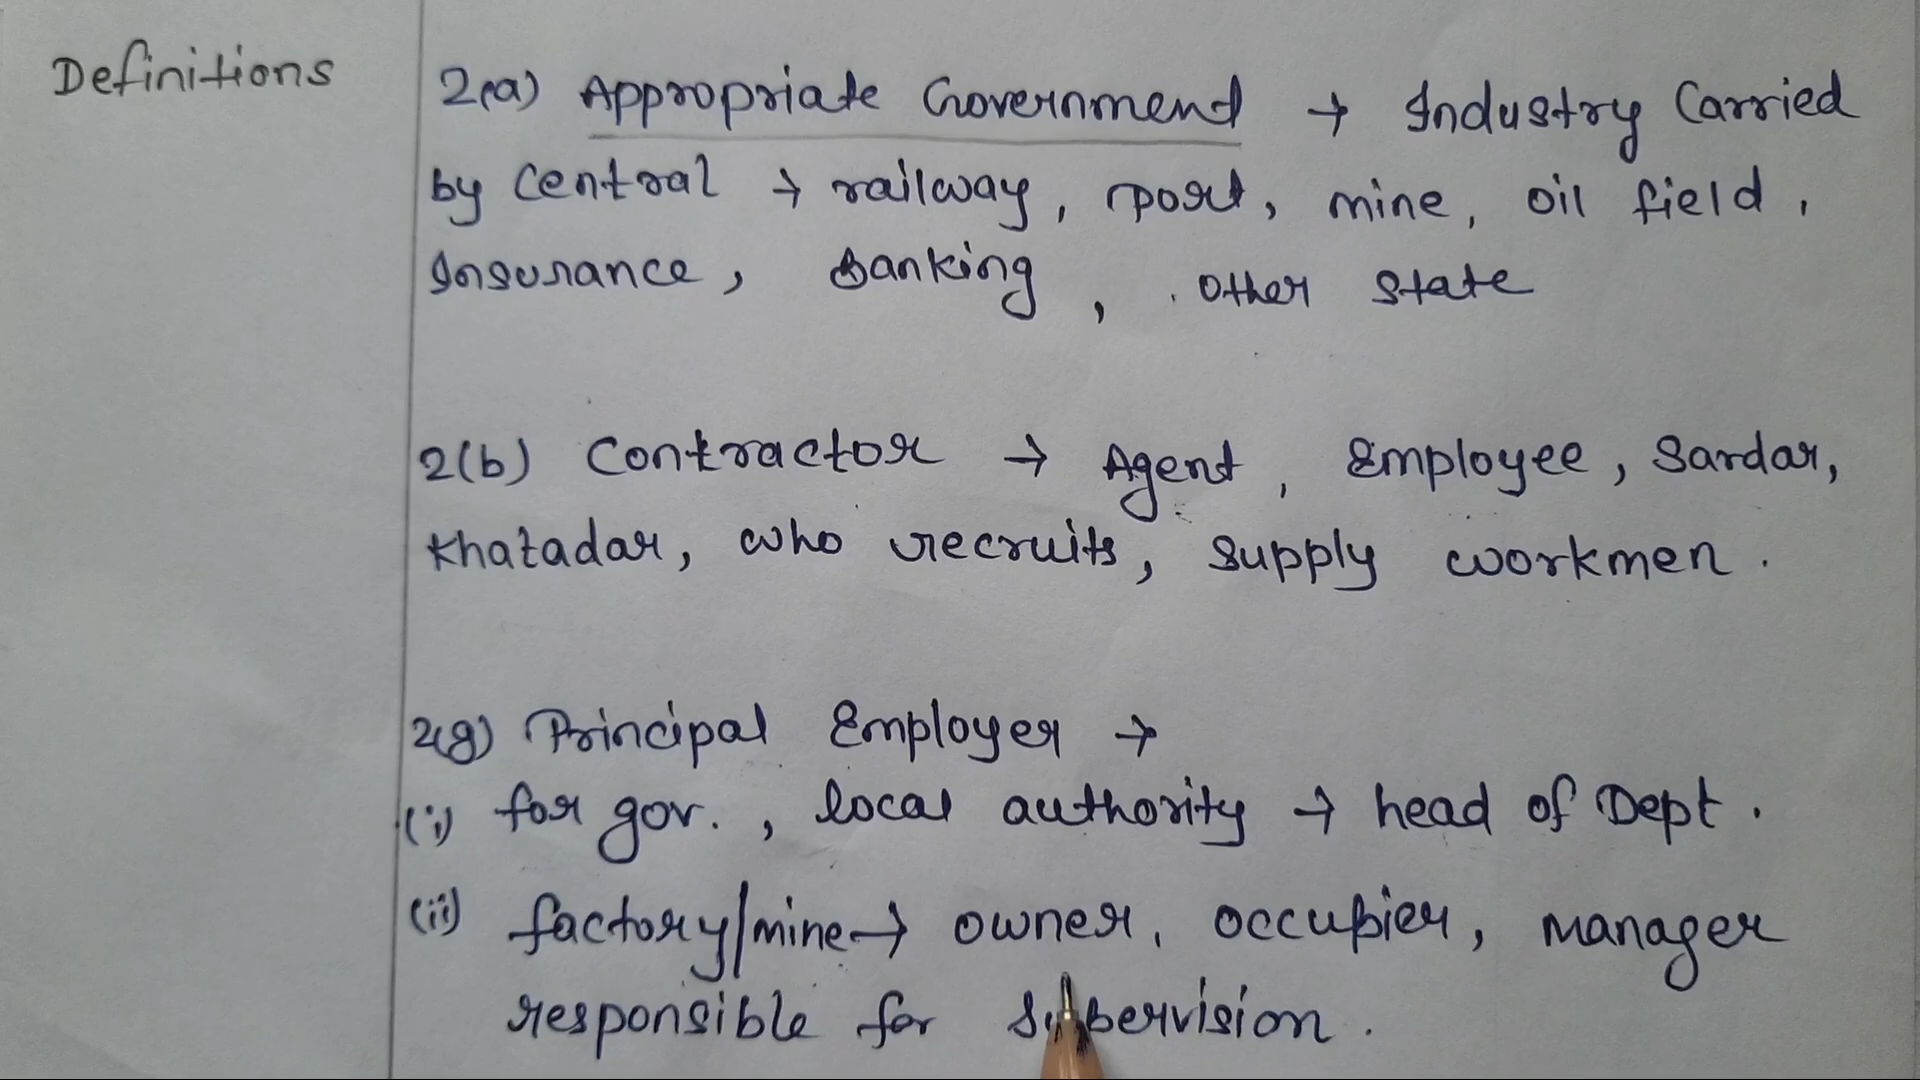 Definitions
2(a) Appropriate Government → Industry Carried
by Central → railway, port, mine, oil field,
Insurance, Banking, Other State
2(b) Contractor → Agent, Employee, Sardar,
Khatadar, who recruits, Supply workmen.
2(g) Principal Employer →
(i) for gov., local authority → head of Dept.
(ii) factory/mine → owner, occupier, manager
responsible for supervision.